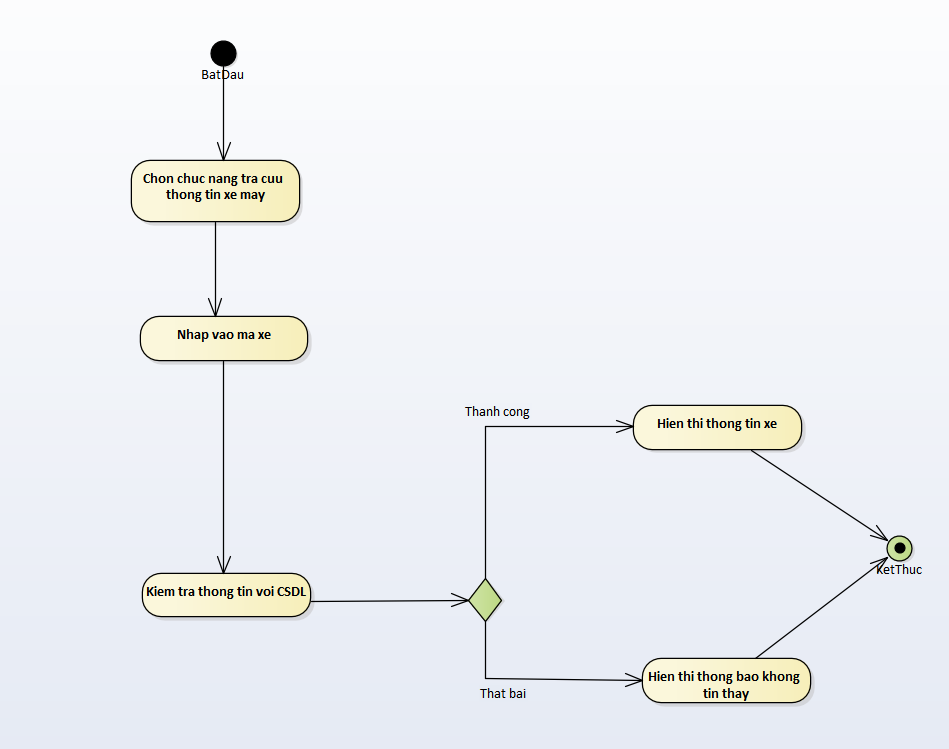 BatDau
Chon chuc nang tra cuu
thong tin xe may
Nhap vao ma xe
Kiem tra thong tin voi CSDL
Thanh cong
Hien thi thong tin xe
That bai
Hien thi thong bao khong
tin thay
KetThuc